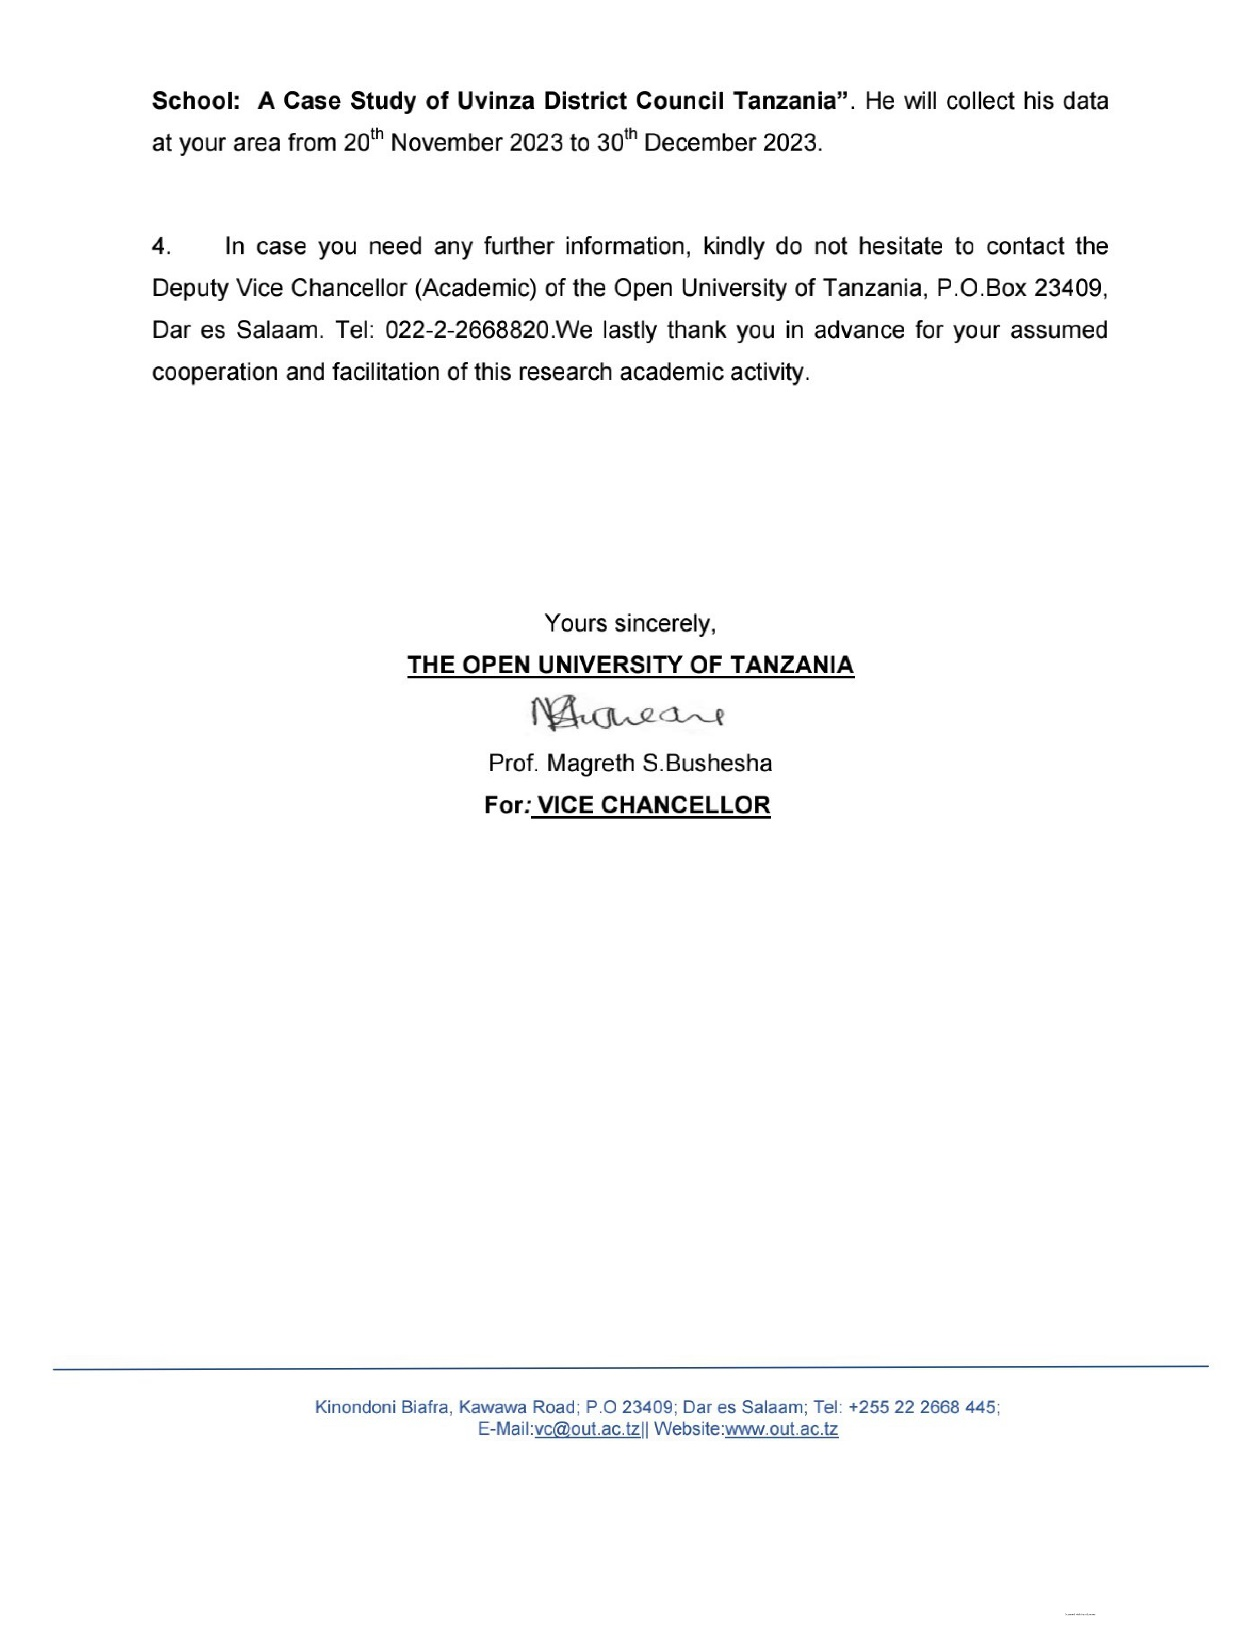 School: A Case Study of Uvinza District Council Tanzania”. He will collect his data
at your area from 20th November 2023 to 30th December 2023.
4. In case you need any further information, kindly do not hesitate to contact the
Deputy Vice Chancellor (Academic) of the Open University of Tanzania, P.O.Box 23409,
Dar es Salaam. Tel: 022-2-2668820.We lastly thank you in advance for your assumed
cooperation and facilitation of this research academic activity.
Yours sincerely,
THE OPEN UNIVERSITY OF TANZANIA
Prof. Magreth S.Bushesha
For: VICE CHANCELLOR
Kinondoni Biafra, Kawawa Road; P.O 23409; Dar es Salaam; Tel: +255 22 2668 445;
E-Mail:vc@out.ac.tz|| Website:www.out.ac.tz